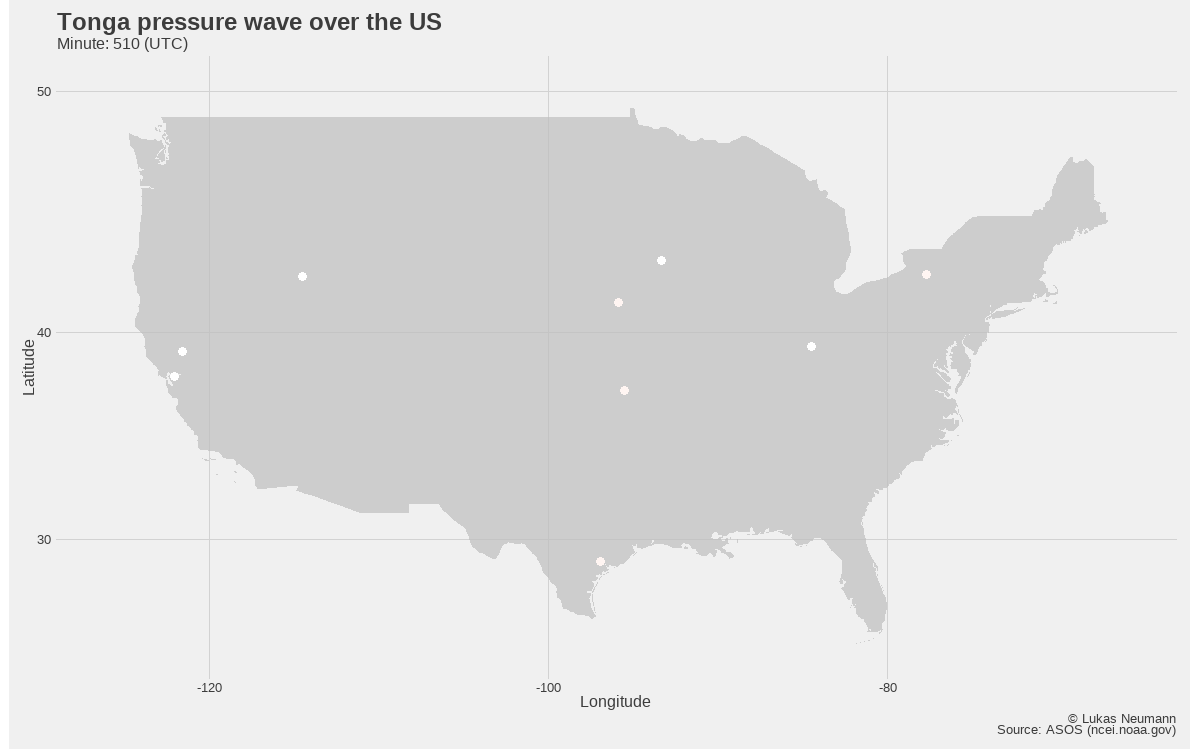 Tonga pressure wave over the US
Minute: 510 (UTC)
50
40
30
Latitude
-120
-100
-80
Longitude
© Lukas Neumann
Source: ASOS (ncei.noaa.gov)